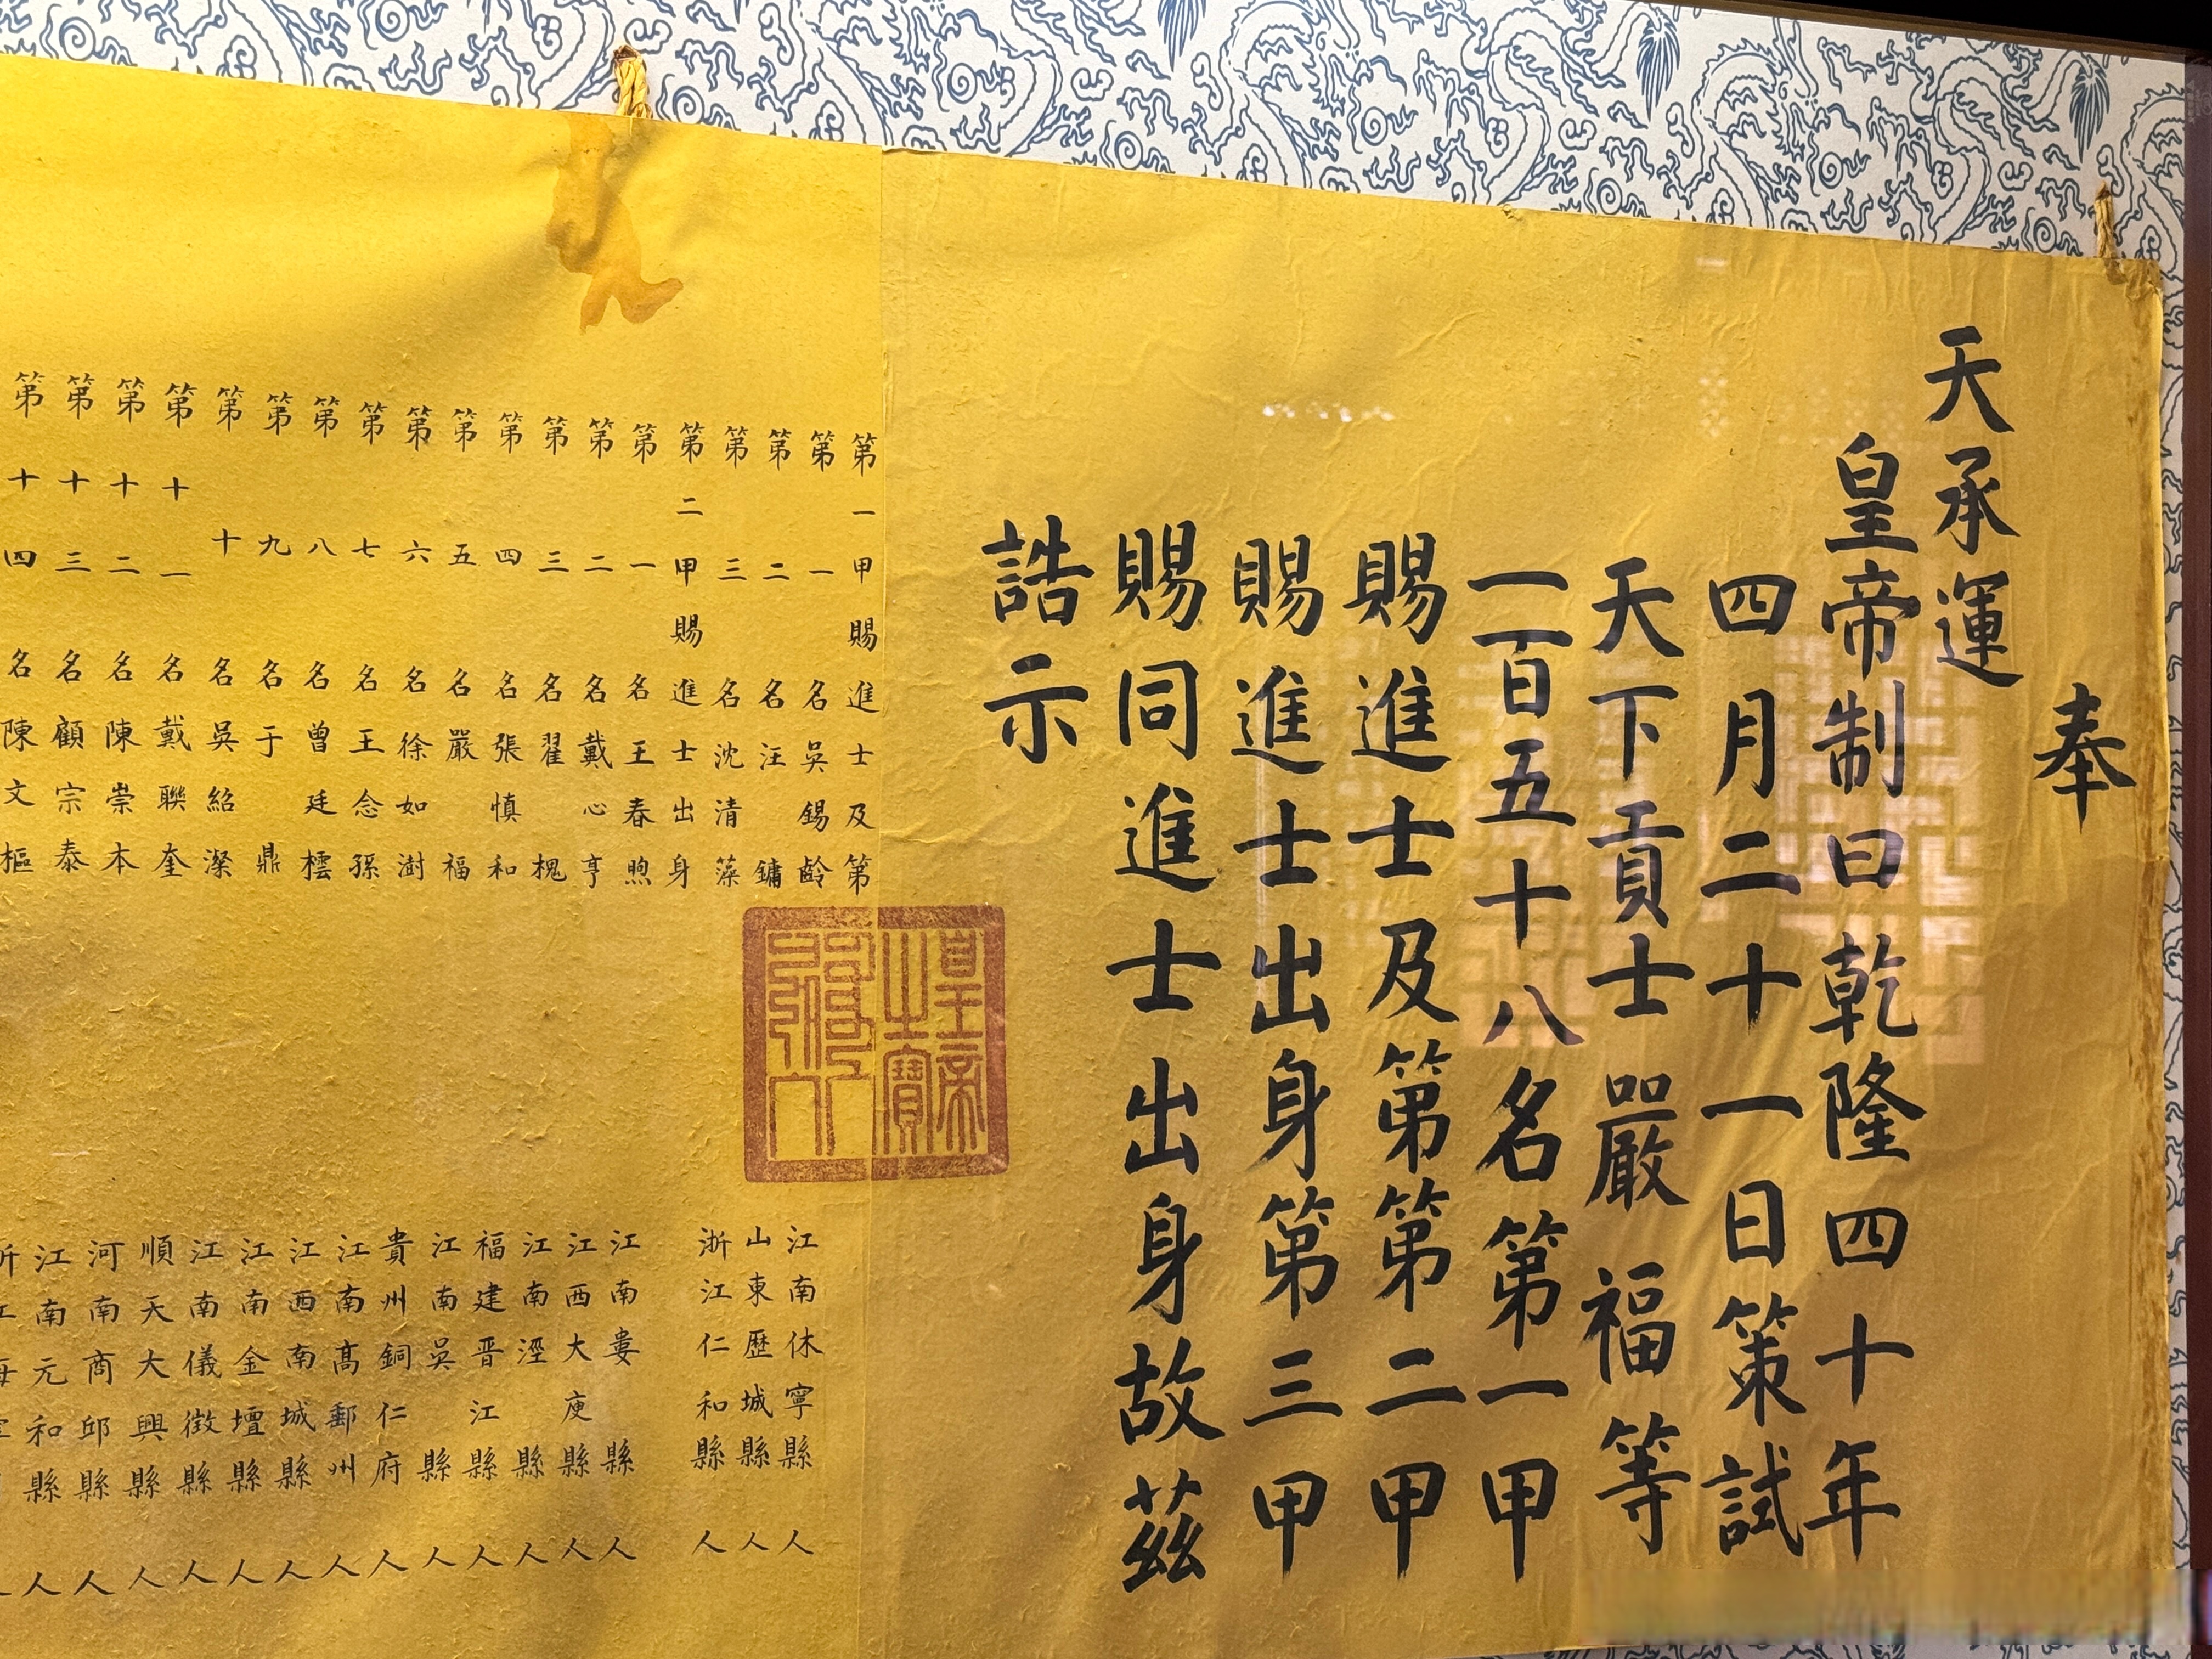 奉
天承運
皇帝制曰乾隆四十年
四月二十一日策試
天下貢士嚴福等
一百五十八名第一甲
賜進士及第第二甲
賜進士出身第三甲
賜同進士出身故茲
誥示
皇帝之寶
第一甲賜進士及第
第一名吳錫齡 江南休寧縣人
第二名汪鏞 山東歷城縣人
第三名沈清藻 浙江仁和縣人
第二甲賜進士出身
第一名王春煦 江南婁縣人
第二名戴心亨 江西大庾縣人
第三名翟槐 江南涇縣人
第四名張慎和 福建晉江縣人
第五名嚴福 江南吳縣人
第六名徐如澍 貴州銅仁府人
第七名王念孫 江南高郵州人
第八名曾廷橒 江西南城縣人
第九名于鼎 江南金壇縣人
第十名吳紹澯 江南儀徵縣人
第十一名戴聯奎 順天大興縣人
第十二名陳崇本 河南商邱縣人
第十三名顧宗泰 江南元和縣人
第十四名陳文樞